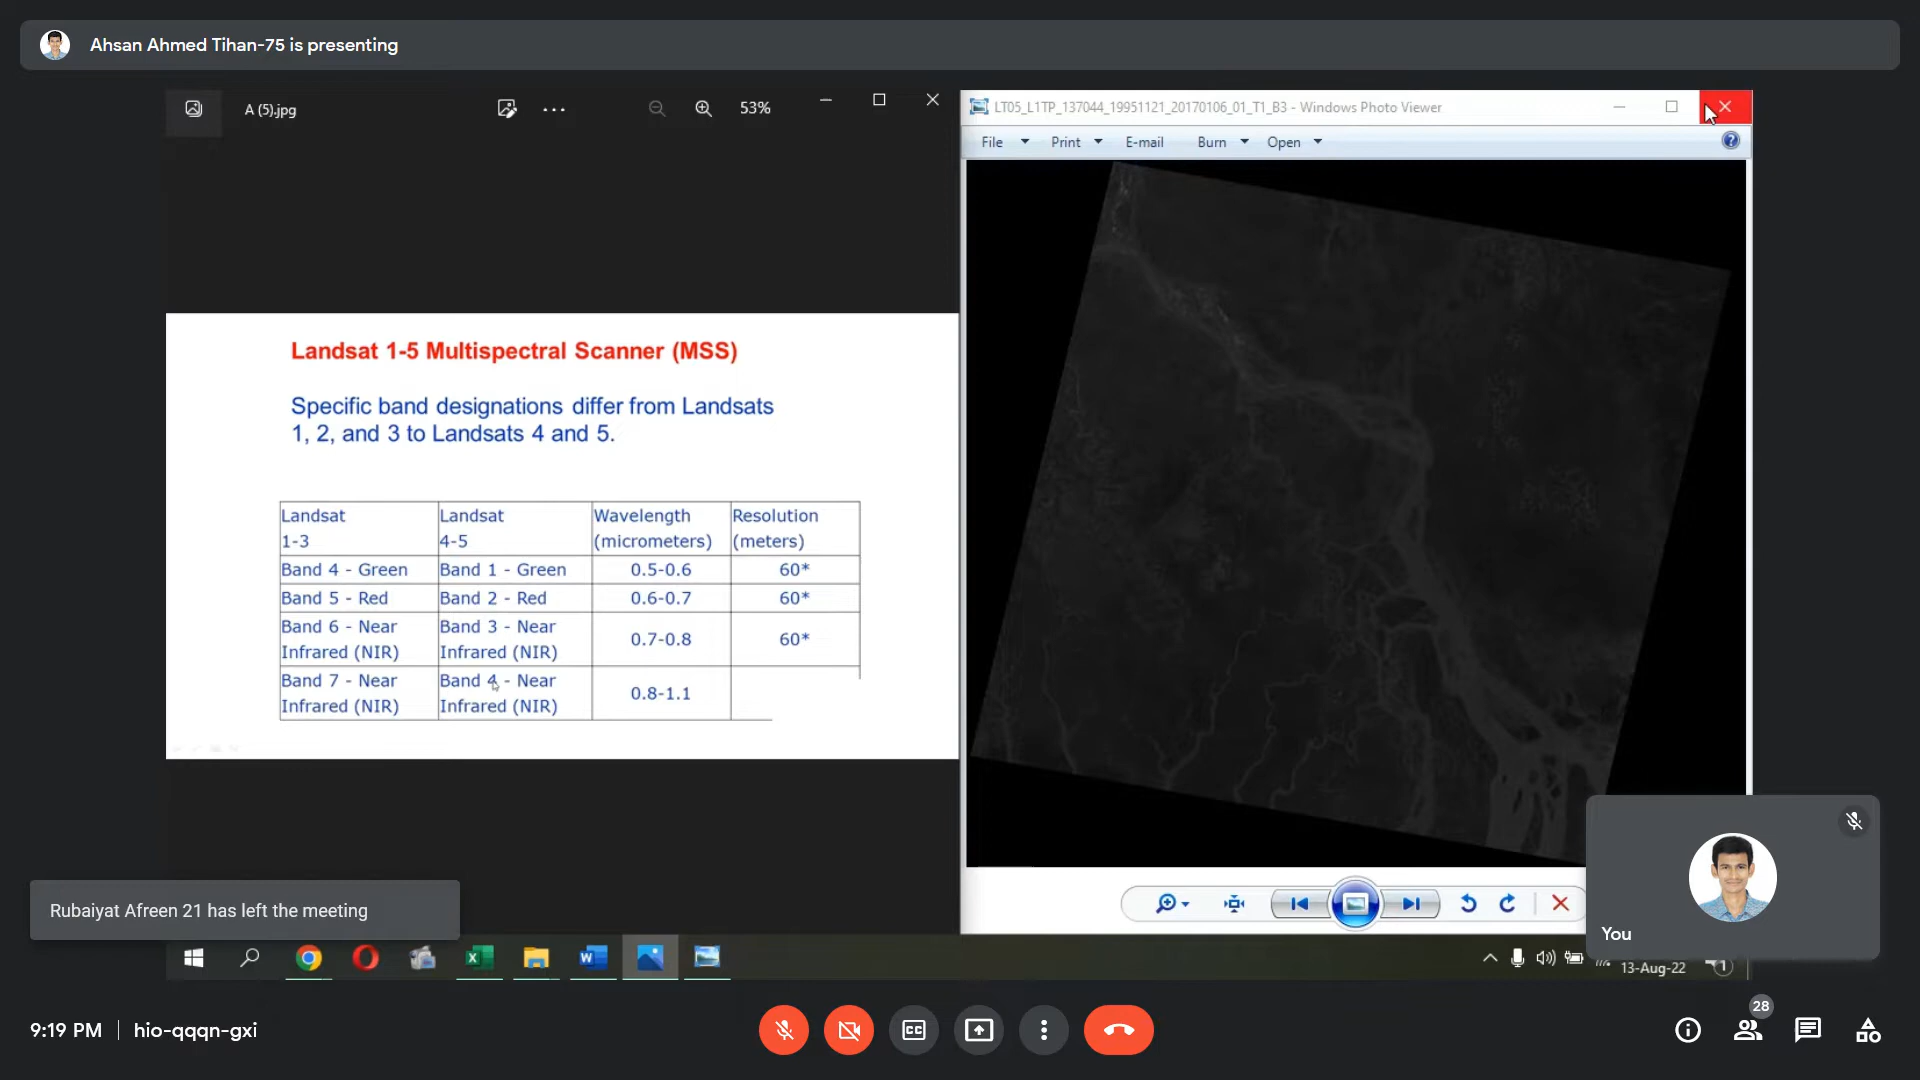 Ahsan Ahmed Tihan-75 is presenting
A (5).jpg
53%
LT05_L1TP_137044_19951121_20170106_01_T1_B3 - Windows Photo Viewer
File Print E-mail Burn Open
Landsat 1-5 Multispectral Scanner (MSS)
Specific band designations differ from Landsats
1, 2, and 3 to Landsats 4 and 5.
Landsat 1-3 Landsat 4-5 Wavelength (micrometers) Resolution (meters)
Band 4 - Green Band 1 - Green 0.5-0.6 60*
Band 5 - Red Band 2 - Red 0.6-0.7 60*
Band 6 - Near Infrared (NIR) Band 3 - Near Infrared (NIR) 0.7-0.8 60*
Band 7 - Near Infrared (NIR) Band 4 - Near Infrared (NIR) 0.8-1.1
Rubaiyat Afreen 21 has left the meeting
You
13-Aug-22
1
9:19 PM hio-qqqn-gxi
CC
28